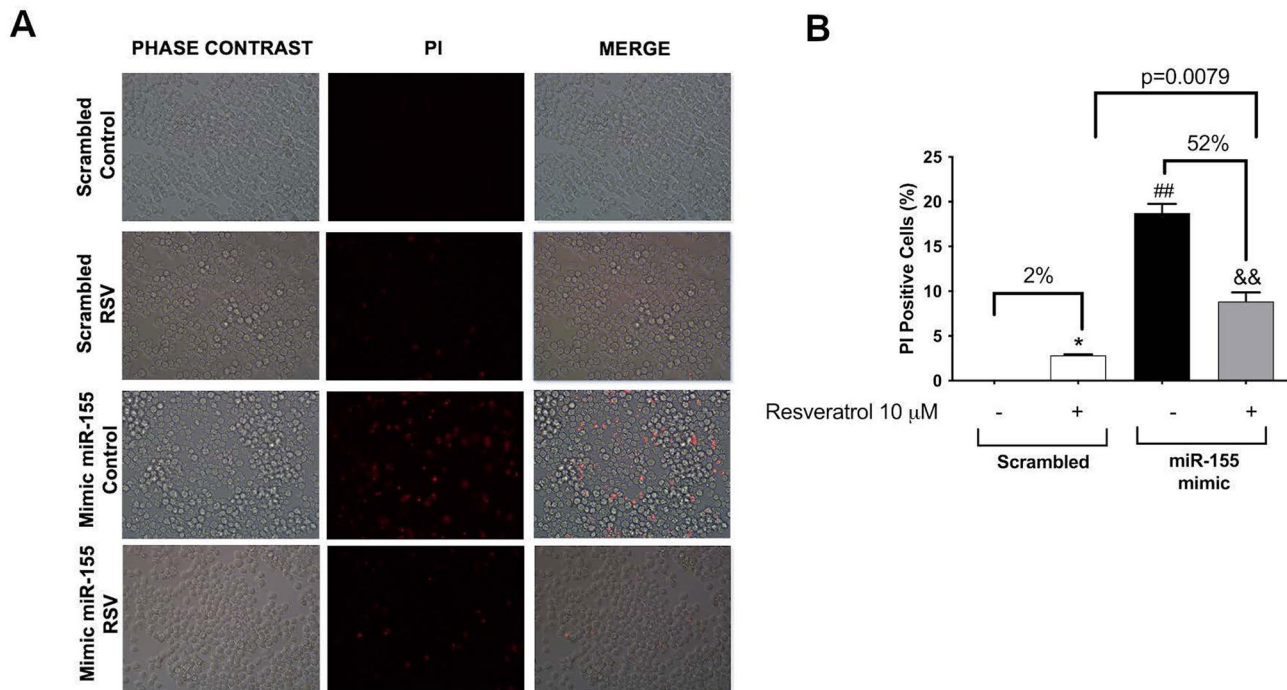 A
PHASE CONTRAST PI MERGE
Scrambled
Control
Scrambled
RSV
Mimic miR-155
Control
Mimic miR-155
RSV
B
p=0.0079
52%
2%
##
&&
*
PI Positive Cells (%)
25
20
15
10
5
0
Resveratrol 10 μM - + - +
Scrambled
miR-155
mimic